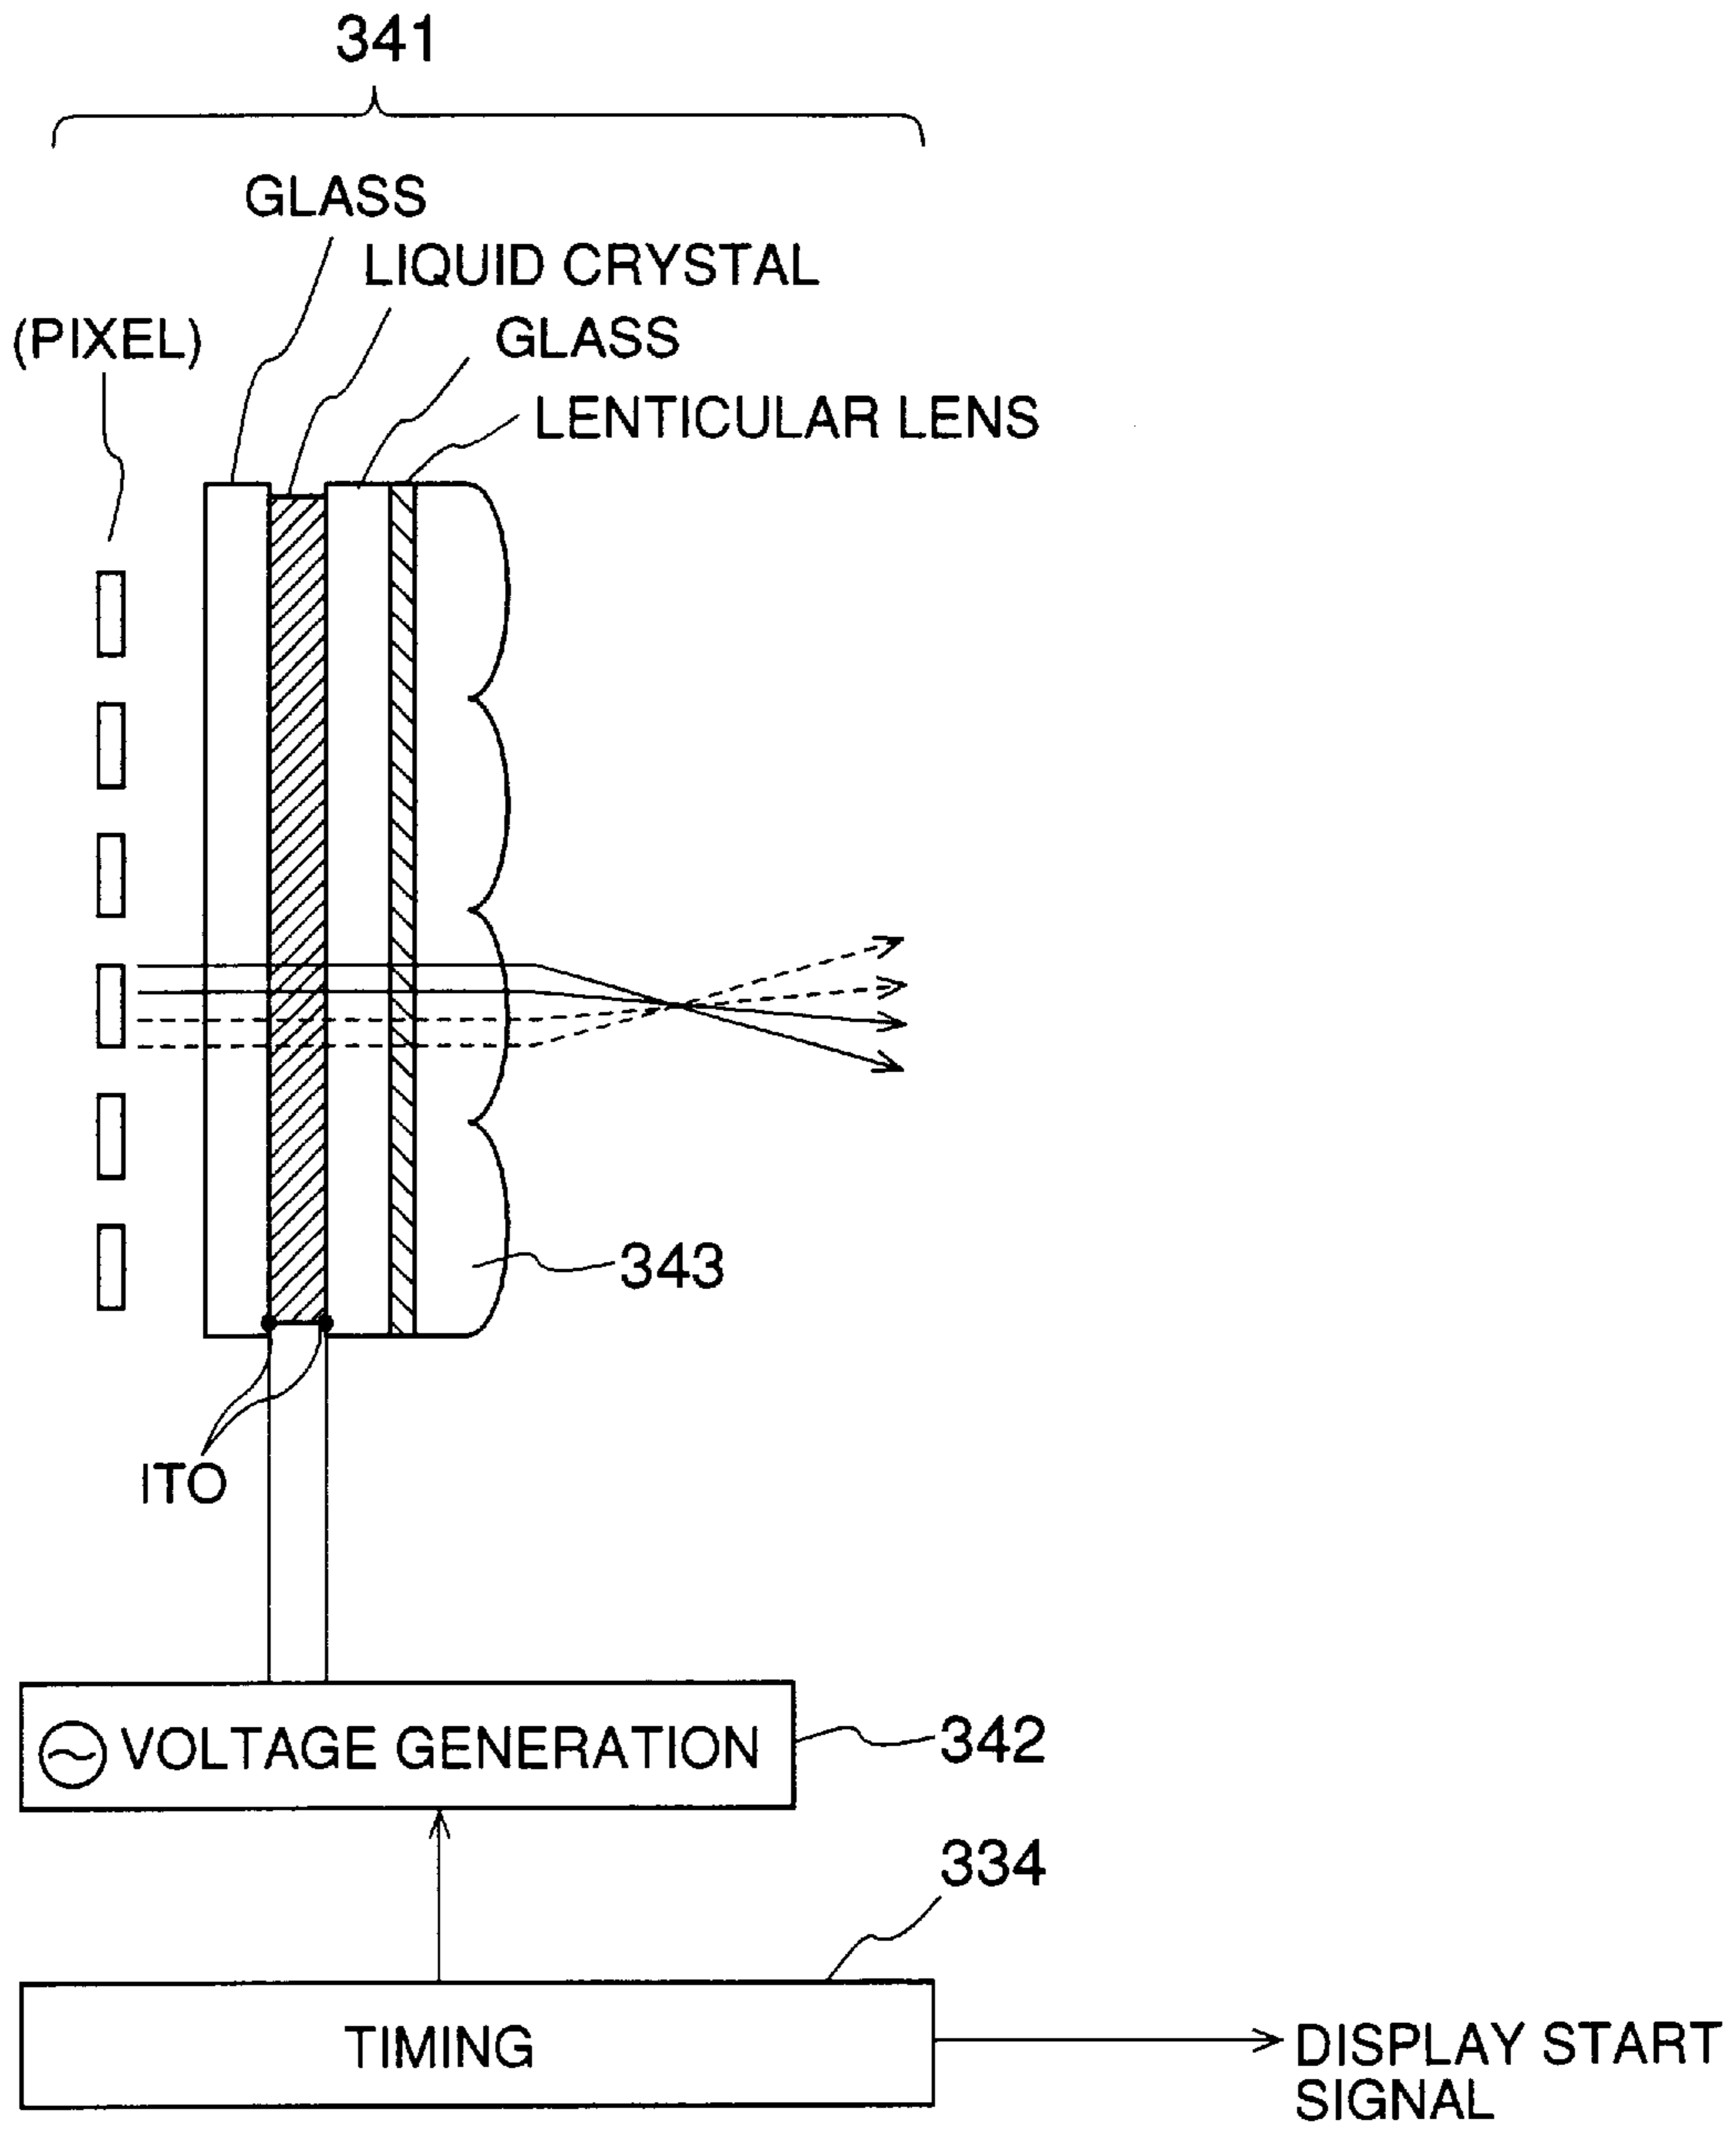 341
GLASS
LIQUID CRYSTAL
(PIXEL)
GLASS
LENTICULAR LENS
343
ITO
VOLTAGE GENERATION
342
334
TIMING
DISPLAY START
SIGNAL